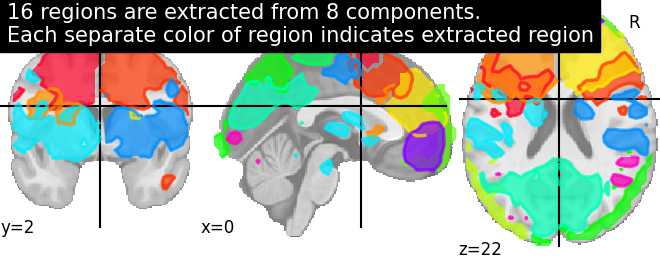 16 regions are extracted from 8 components.
Each separate color of region indicates extracted region
R
y=2
x=0
z=22